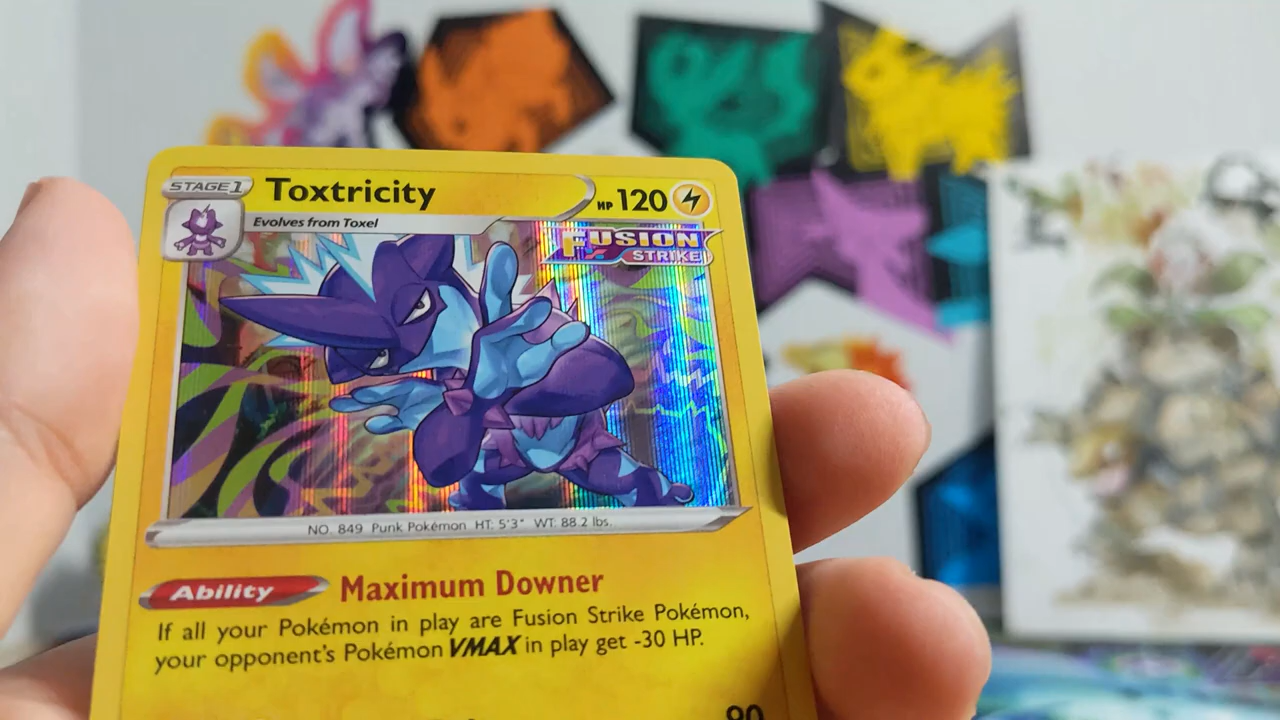 STAGE 1 Toxtricity HP 120
Evolves from Toxel
FUSION
STRIKE
NO. 849 Punk Pokémon HT: 5'3" WT: 88.2 lbs.
Ability Maximum Downer
If all your Pokémon in play are Fusion Strike Pokémon,
your opponent's Pokémon VMAX in play get -30 HP.
90